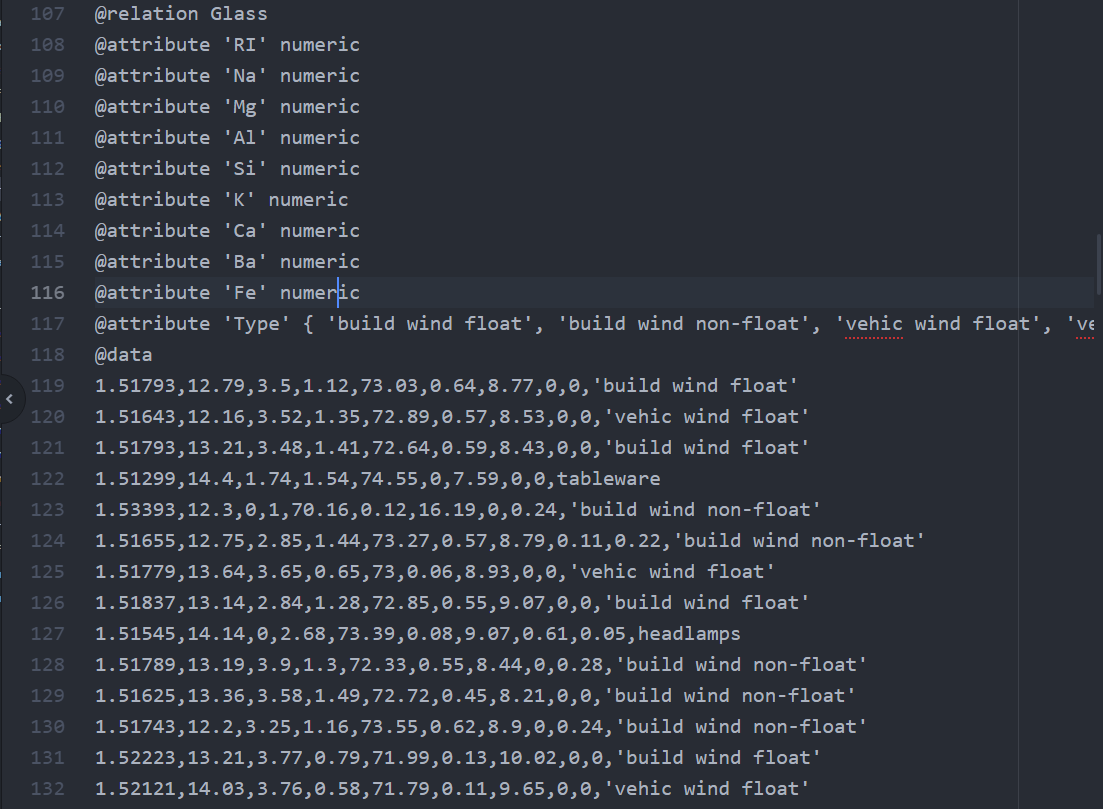 107 @relation Glass
108 @attribute 'RI' numeric
109 @attribute 'Na' numeric
110 @attribute 'Mg' numeric
111 @attribute 'Al' numeric
112 @attribute 'Si' numeric
113 @attribute 'K' numeric
114 @attribute 'Ca' numeric
115 @attribute 'Ba' numeric
116 @attribute 'Fe' numeric
117 @attribute 'Type' { 'build wind float', 'build wind non-float', 'vehic wind float', 've
118 @data
119 1.51793,12.79,3.5,1.12,73.03,0.64,8.77,0,0,'build wind float'
120 1.51643,12.16,3.52,1.35,72.89,0.57,8.53,0,0,'vehic wind float'
121 1.51793,13.21,3.48,1.41,72.64,0.59,8.43,0,0,'build wind float'
122 1.51299,14.4,1.74,1.54,74.55,0,7.59,0,0,tableware
123 1.53393,12.3,0,1,70.16,0.12,16.19,0,0.24,'build wind non-float'
124 1.51655,12.75,2.85,1.44,73.27,0.57,8.79,0.11,0.22,'build wind non-float'
125 1.51779,13.64,3.65,0.65,73,0.06,8.93,0,0,'vehic wind float'
126 1.51837,13.14,2.84,1.28,72.85,0.55,9.07,0,0,'build wind float'
127 1.51545,14.14,0,2.68,73.39,0.08,9.07,0.61,0.05,headlamps
128 1.51789,13.19,3.9,1.3,72.33,0.55,8.44,0,0.28,'build wind non-float'
129 1.51625,13.36,3.58,1.49,72.72,0.45,8.21,0,0,'build wind non-float'
130 1.51743,12.2,3.25,1.16,73.55,0.62,8.9,0,0.24,'build wind non-float'
131 1.52223,13.21,3.77,0.79,71.99,0.13,10.02,0,0,'build wind float'
132 1.52121,14.03,3.76,0.58,71.79,0.11,9.65,0,0,'vehic wind float'